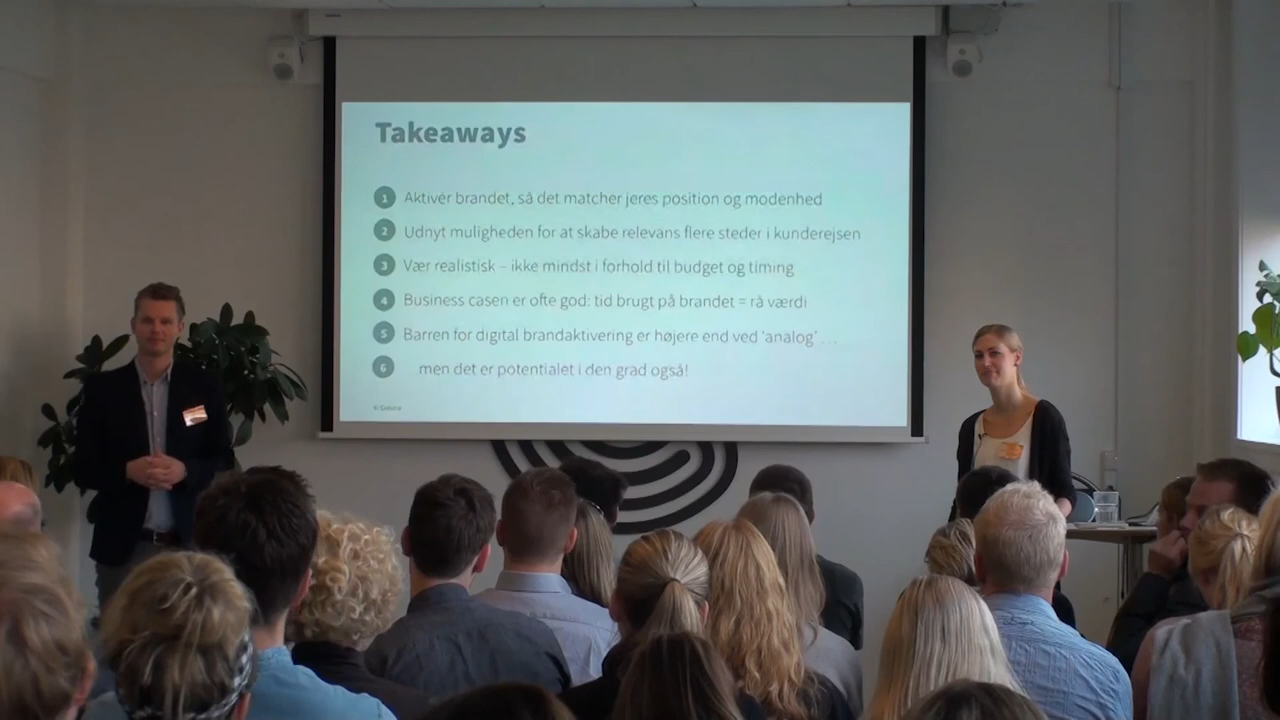 Takeaways
1 Aktivér brandet, så det matcher jeres position og modenhed
2 Udnyt muligheden for at skabe relevans flere steder i kunderejsen
3 Vær realistisk – ikke mindst i forhold til budget og timing
4 Business casen er ofte god: tid brugt på brandet = rå værdi
5 Barren for digital brandaktivering er højere end ved 'analog' ...
6 men det er potentialet i den grad også!